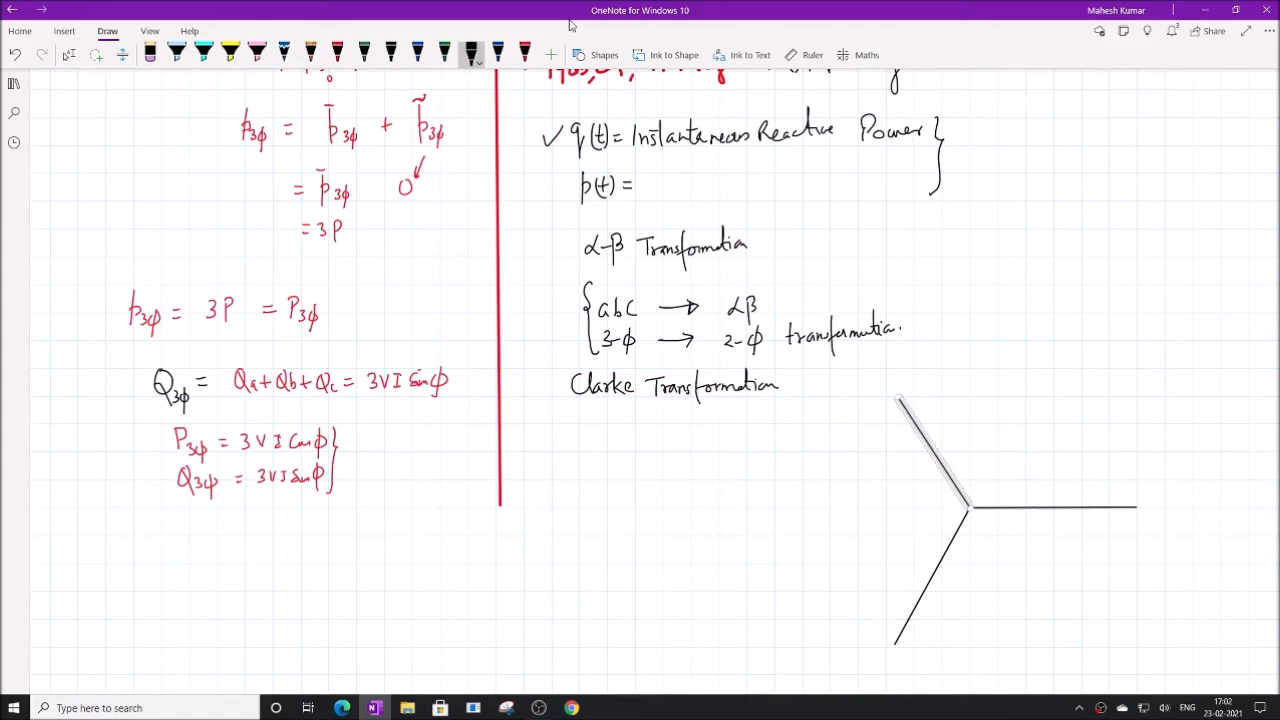 OneNote for Windows 10
Mahesh Kumar
Home Insert Draw View Help
Share
Shapes Ink to Shape Ink to Text Ruler Maths
p3φ = p̄3φ + p̃3φ
= p̄3φ 0
= 3P
p3φ = 3P = P3φ
Q3φ = Qa + Qb + Qc = 3VI Sinφ
P3φ = 3VI Cosφ
Q3φ = 3VI Sinφ
✓ q(t) = Instantaneous Reactive Power
p(t) =
α-β Transformation
abc → αβ
3-φ → 2-φ transformation.
Clarke Transformation
Type here to search
ENG
17:02
23-02-2021